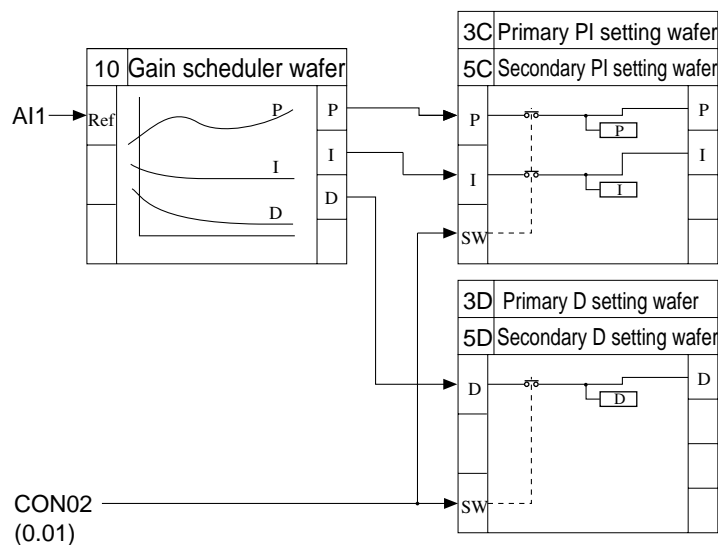 3C Primary PI setting wafer
10 Gain scheduler wafer
5C Secondary PI setting wafer
AI1
Ref
P
P
P
P
P
I
I
I
I
I
D
D
SW
3D Primary D setting wafer
5D Secondary D setting wafer
D
D
D
SW
CON02
(0.01)